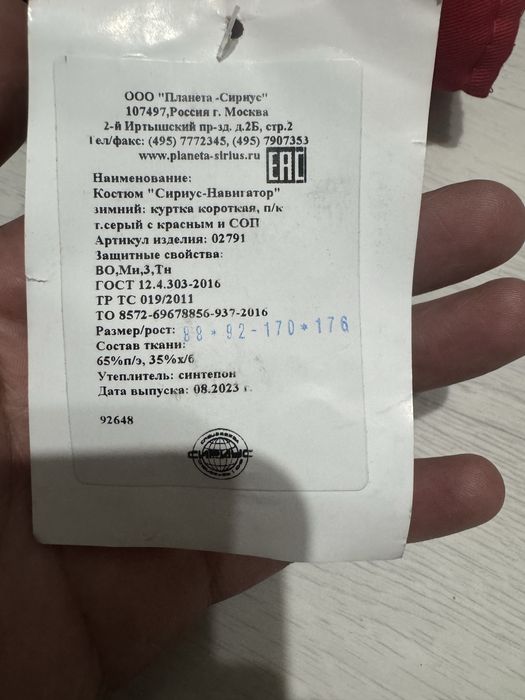 ООО "Планета -Сириус"
107497,Россия г. Москва
2-й Иртышский пр-зд. д.2Б, стр.2
Тел/факс: (495) 7772345, (495) 7907353
www.planeta-sirius.ru
ЕАС
Наименование:
Костюм "Сириус-Навигатор"
зимний: куртка короткая, п/к
т.серый с красным и СОП
Артикул изделия: 02791
Защитные свойства:
ВО,Ми,З,Тн
ГОСТ 12.4.303-2016
ТР ТС 019/2011
ТО 8572-69678856-937-2016
Размер/рост: 88*92-170*176
Состав ткани:
65%п/э, 35%х/б
Утеплитель: синтепон
Дата выпуска: 08.2023 г.
92648
СИРИУС